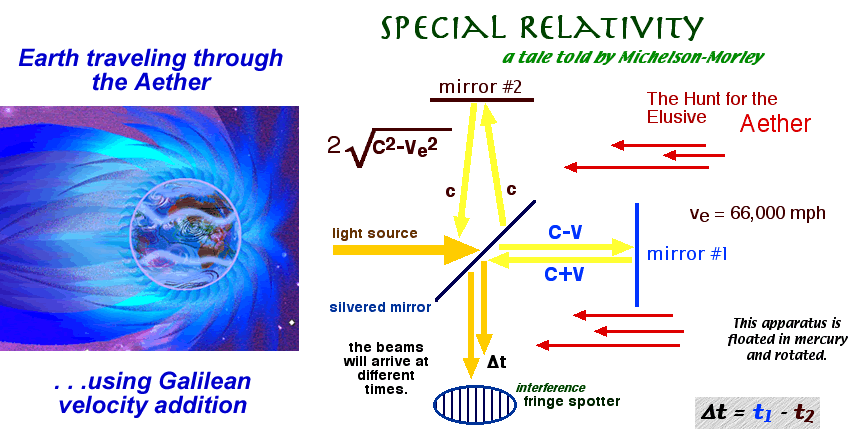 Earth traveling through
the Aether
. . .using Galilean
velocity addition
SPECIAL RELATIVITY
a tale told by Michelson-Morley
mirror #2
The Hunt for the
Elusive Aether
2√C²-Vₑ²
c
c
vₑ = 66,000 mph
light source
C-V
C+V
mirror #1
silvered mirror
the beams
will arrive at
different
times.
Δt
This apparatus is
floated in mercury
and rotated.
interference
fringe spotter
Δt = t₁ - t₂